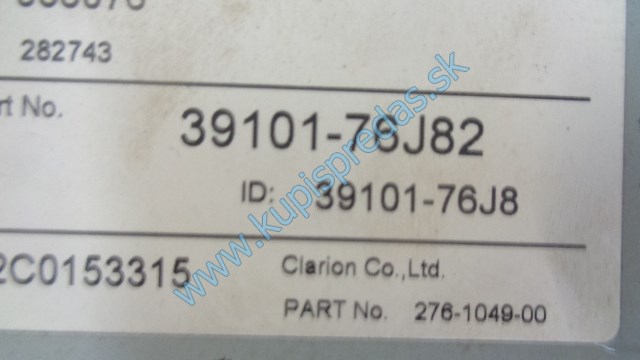 282743
rt No. 39101-76J82
ID: 39101-76J8
2C0153315 Clarion Co.,Ltd.
PART No. 276-1049-00
www.kupispredas.sk